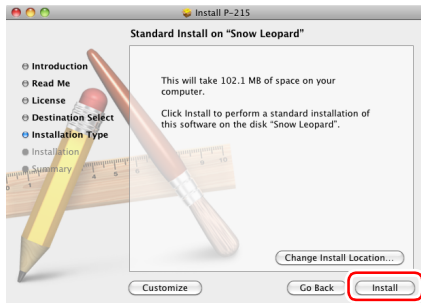 Install P-215
Standard Install on “Snow Leopard”
Introduction
Read Me
License
Destination Select
Installation Type
Installation
Summary
This will take 102.1 MB of space on your
computer.
Click Install to perform a standard installation of
this software on the disk “Snow Leopard”.
Change Install Location...
Customize
Go Back
Install